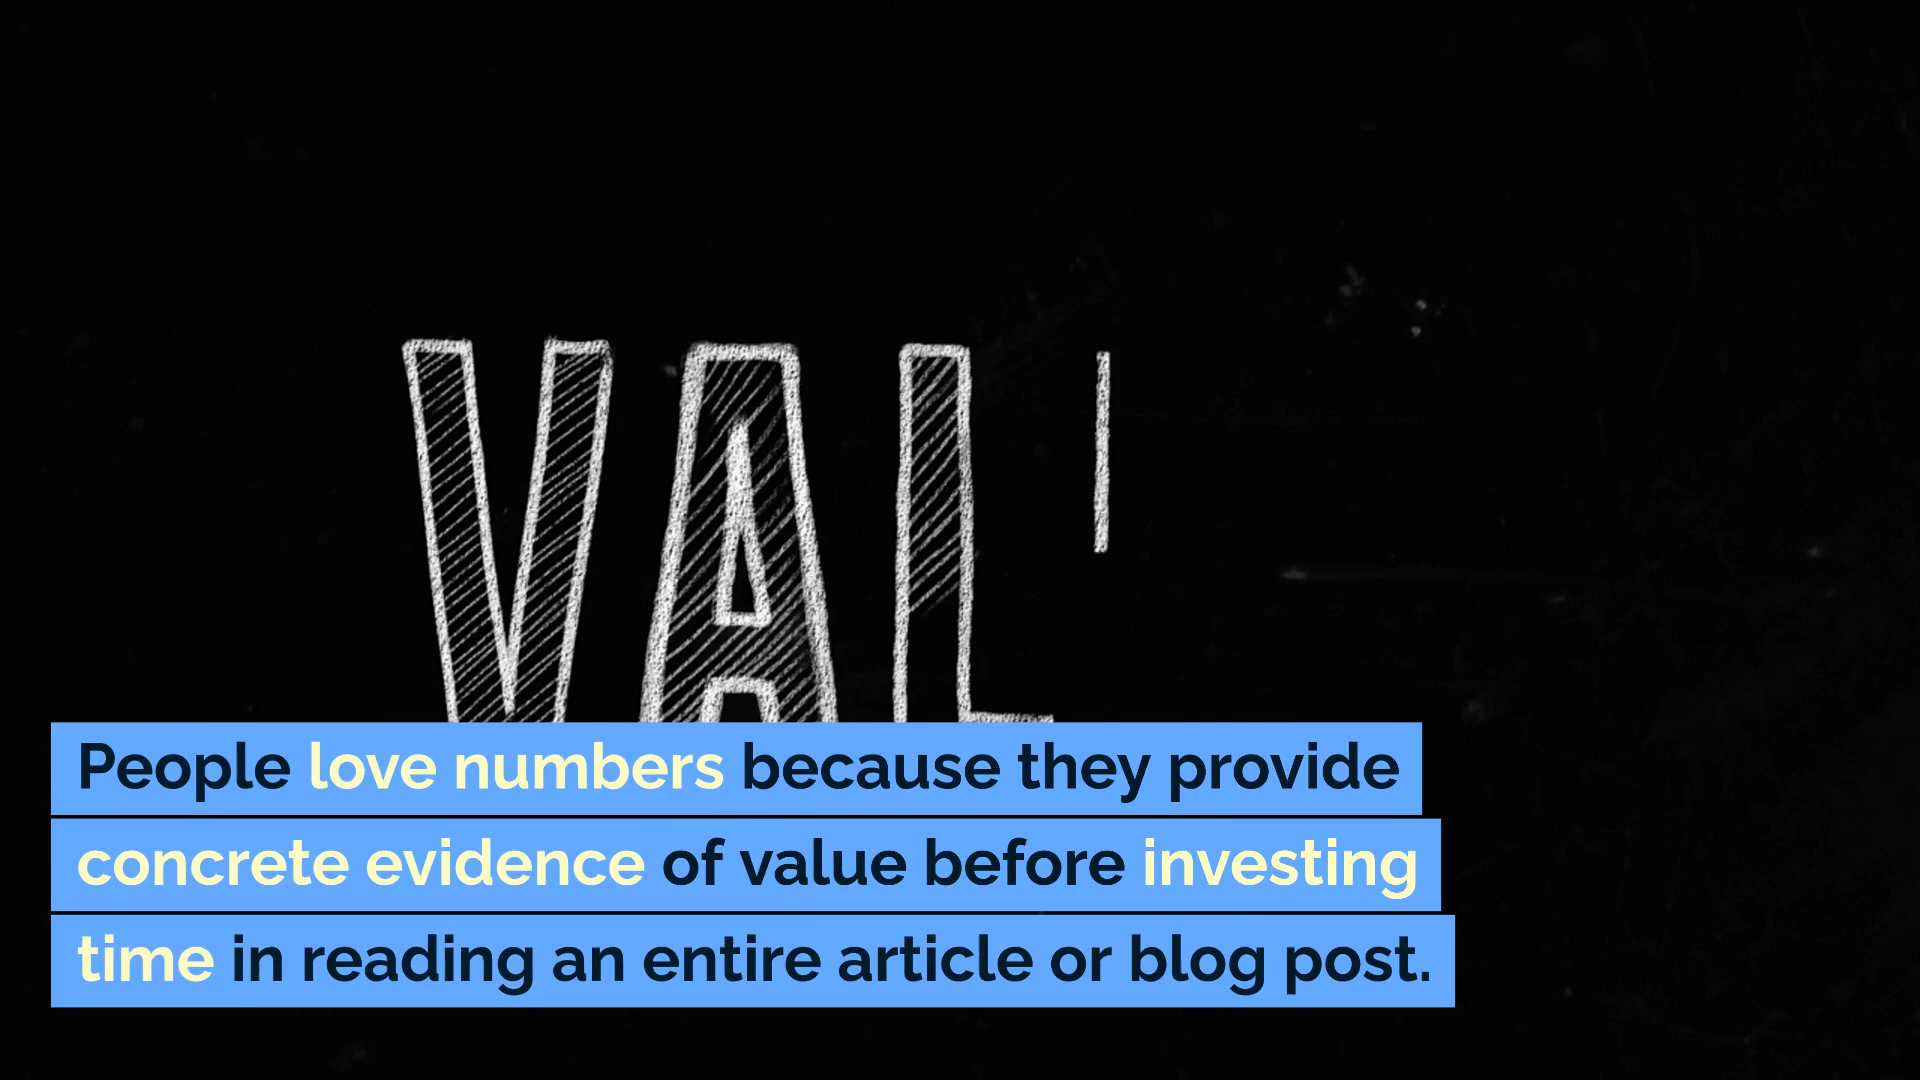 VAL
People love numbers because they provide
concrete evidence of value before investing
time in reading an entire article or blog post.